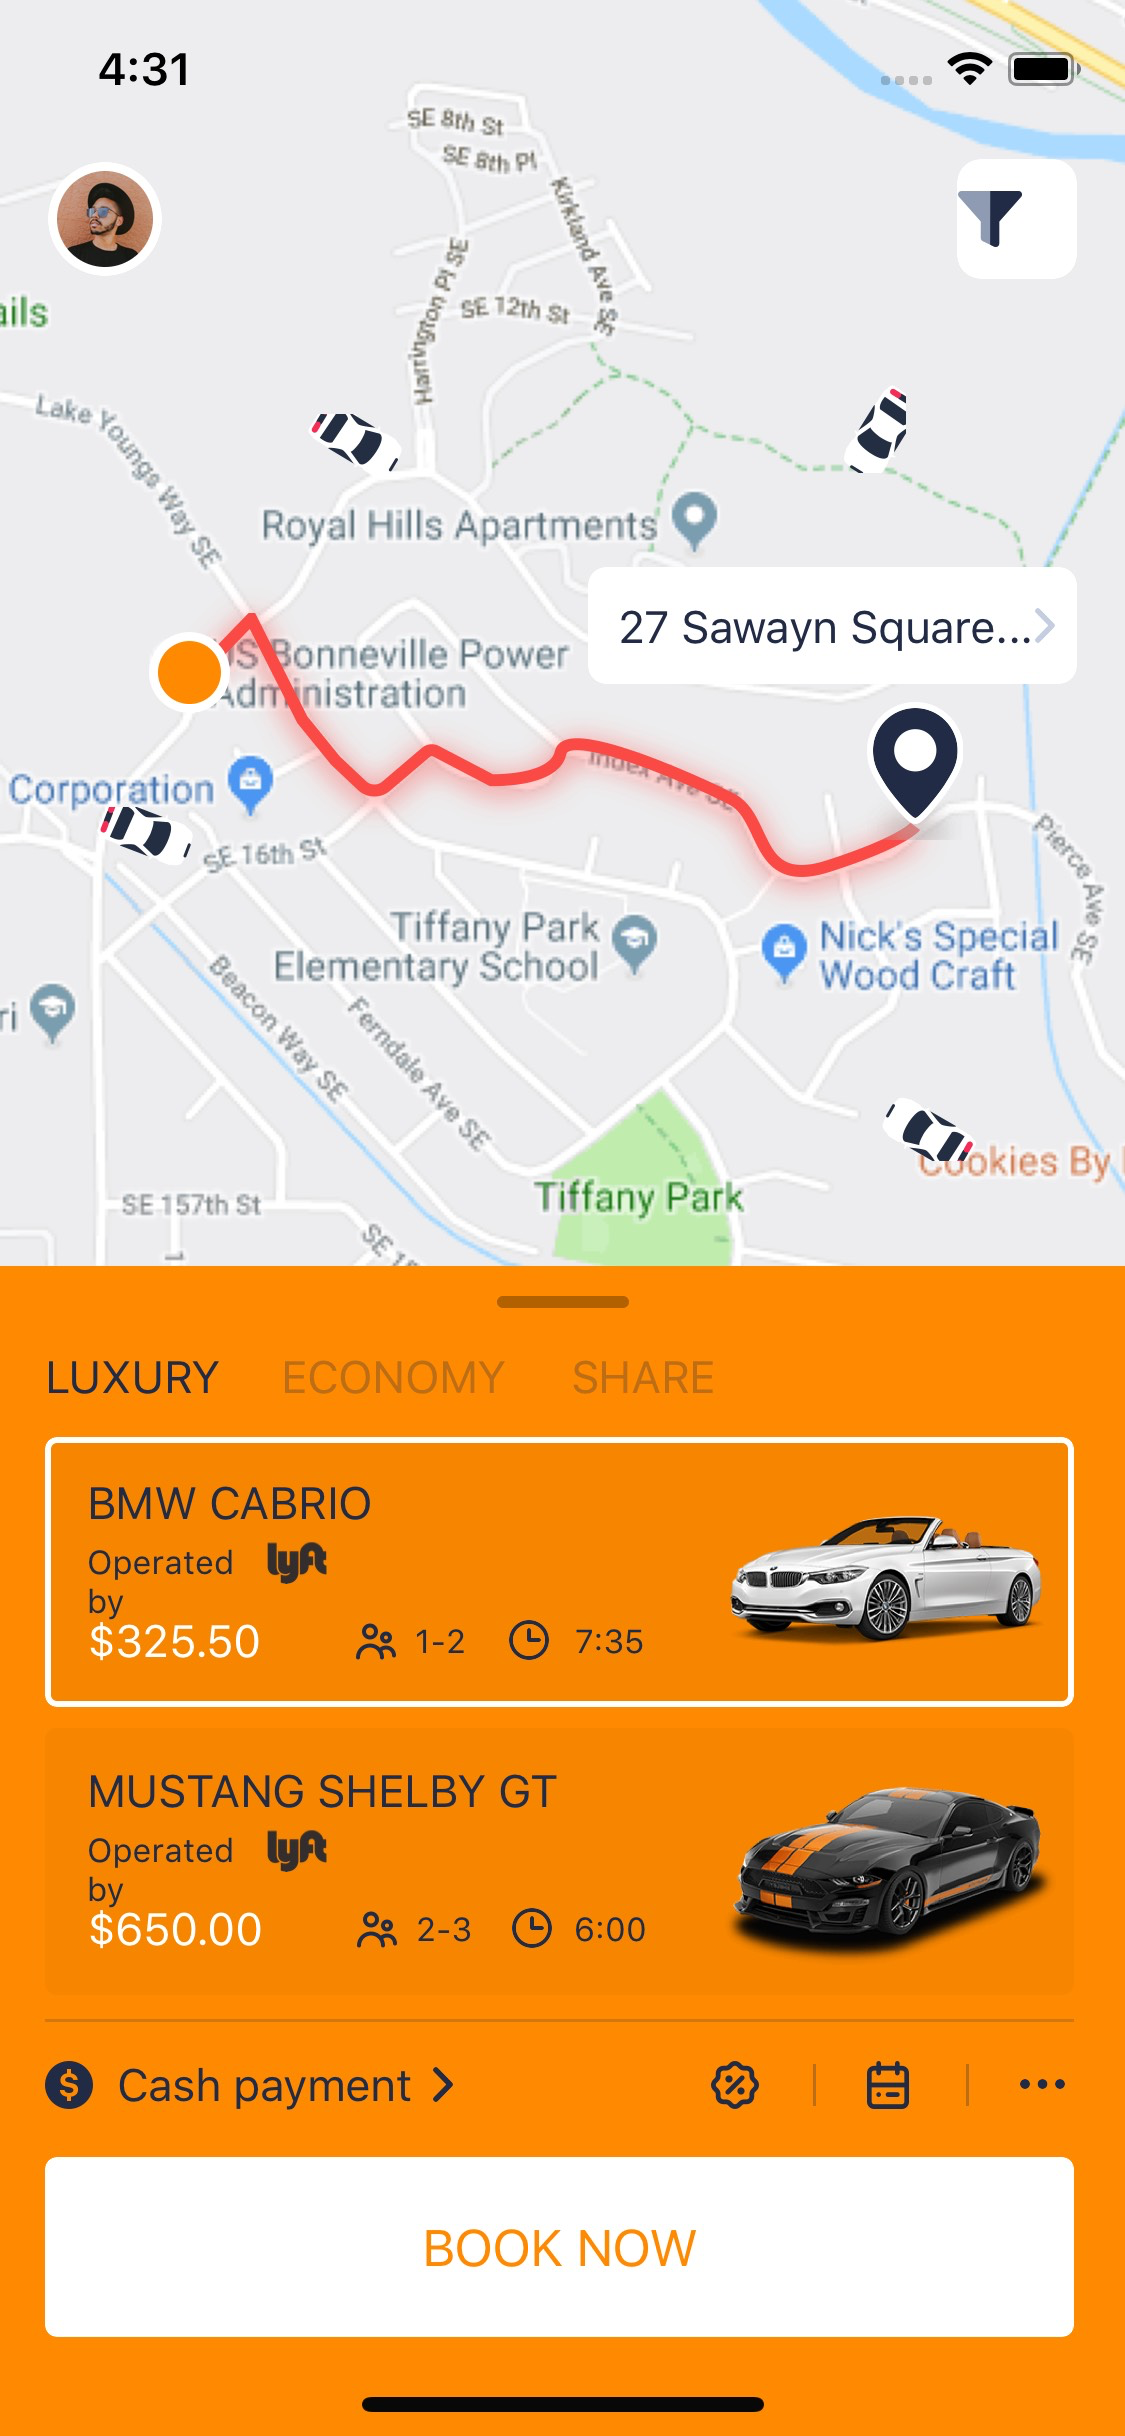 4:31
SE 8th St
SE 8th Pl
Kirkland Ave SE
Harrington Pl SE
SE 12th St
ails
Lake Youngs Way SE
Royal Hills Apartments
27 Sawayn Square...
Bonneville Power
Administration
Index Ave SE
Corporation
SE 16th St
Pierce Ave SE
Tiffany Park
Elementary School
Nick's Special
Wood Craft
ri
Beacon Way SE
Ferndale Ave SE
Cookies By
SE 157th St
Tiffany Park
LUXURY ECONOMY SHARE
BMW CABRIO
Operated lyft
by
$325.50 1-2 7:35
MUSTANG SHELBY GT
Operated lyft
by
$650.00 2-3 6:00
$ Cash payment
BOOK NOW